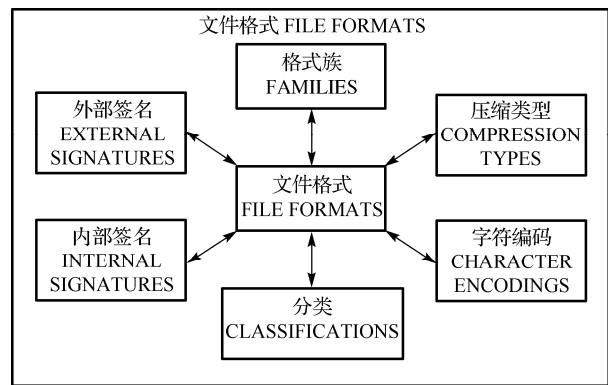 文件格式 FILE FORMATS
格式族
FAMILIES
外部签名
EXTERNAL
SIGNATURES
压缩类型
COMPRESSION
TYPES
文件格式
FILE FORMATS
内部签名
INTERNAL
SIGNATURES
字符编码
CHARACTER
ENCODINGS
分类
CLASSIFICATIONS